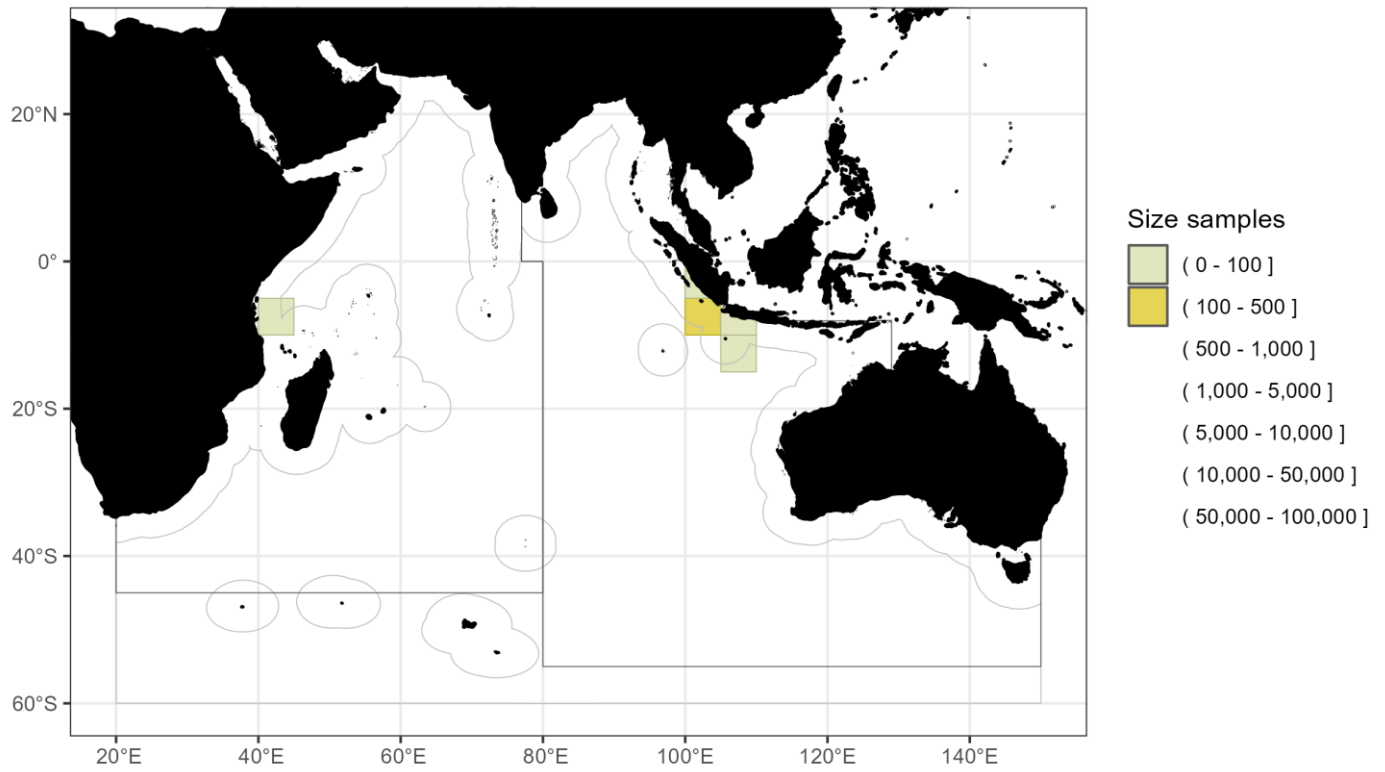 20°N
0°
20°S
40°S
60°S
20°E
40°E
60°E
80°E
100°E
120°E
140°E
Size samples
( 0 - 100 ]
( 100 - 500 ]
( 500 - 1,000 ]
( 1,000 - 5,000 ]
( 5,000 - 10,000 ]
( 10,000 - 50,000 ]
( 50,000 - 100,000 ]